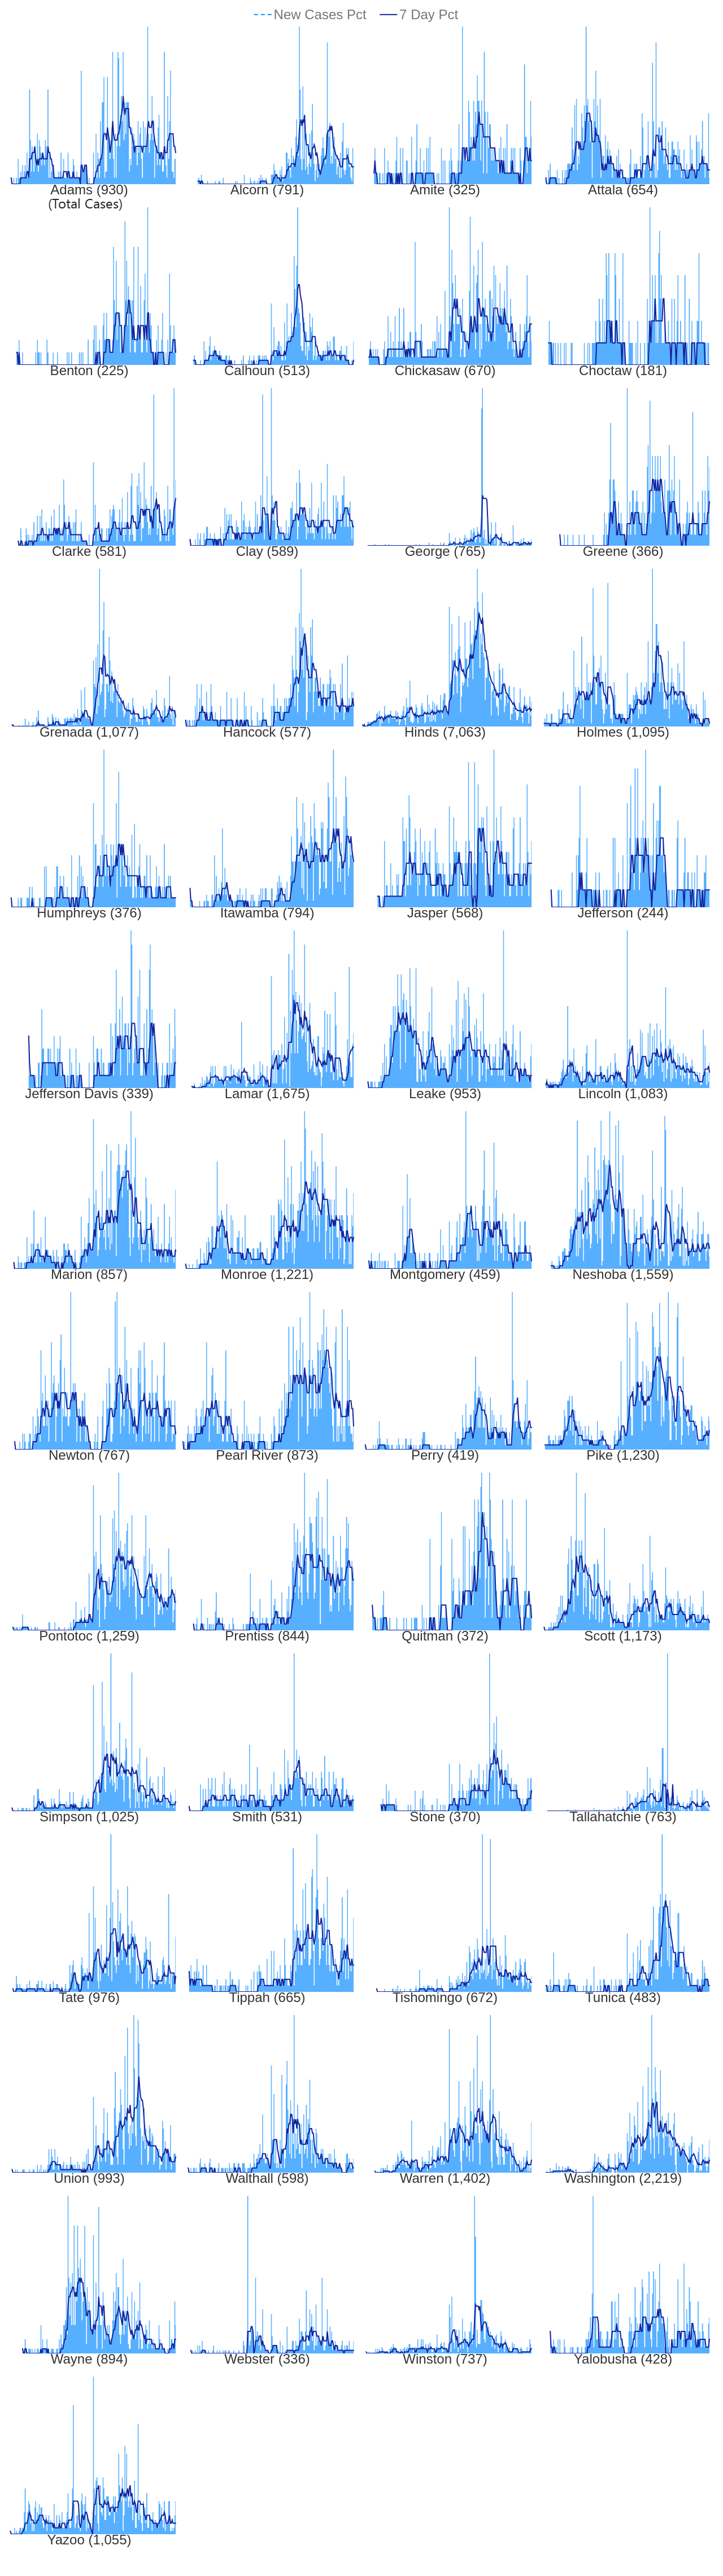 New Cases Pct 7 Day Pct
Adams (930) Alcorn (791) Amite (325) Attala (654)
(Total Cases)
Benton (225) Calhoun (513) Chickasaw (670) Choctaw (181)
Clarke (581) Clay (589) George (765) Greene (366)
Grenada (1,077) Hancock (577) Hinds (7,063) Holmes (1,095)
Humphreys (376) Itawamba (794) Jasper (568) Jefferson (244)
Jefferson Davis (339) Lamar (1,675) Leake (953) Lincoln (1,083)
Marion (857) Monroe (1,221) Montgomery (459) Neshoba (1,559)
Newton (767) Pearl River (873) Perry (419) Pike (1,230)
Pontotoc (1,259) Prentiss (844) Quitman (372) Scott (1,173)
Simpson (1,025) Smith (531) Stone (370) Tallahatchie (763)
Tate (976) Tippah (665) Tishomingo (672) Tunica (483)
Union (993) Walthall (598) Warren (1,402) Washington (2,219)
Wayne (894) Webster (336) Winston (737) Yalobusha (428)
Yazoo (1,055)